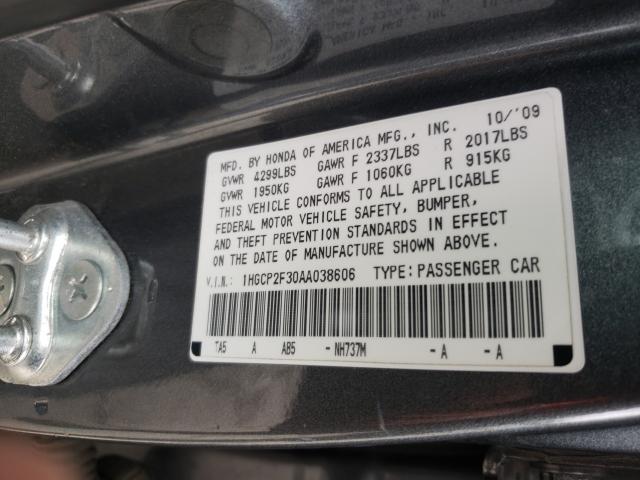 MFD. BY HONDA OF AMERICA MFG., INC. 10/'09
GVWR 4299LBS GAWR F 2337LBS R 2017LBS
GVWR 1950KG GAWR F 1060KG R 915KG
THIS VEHICLE CONFORMS TO ALL APPLICABLE
FEDERAL MOTOR VEHICLE SAFETY, BUMPER,
AND THEFT PREVENTION STANDARDS IN EFFECT
ON THE DATE OF MANUFACTURE SHOWN ABOVE.
V.I.N.: 1HGCP2F30AA038606 TYPE: PASSENGER CAR
TA5 A AB5 - NH737M - A - A